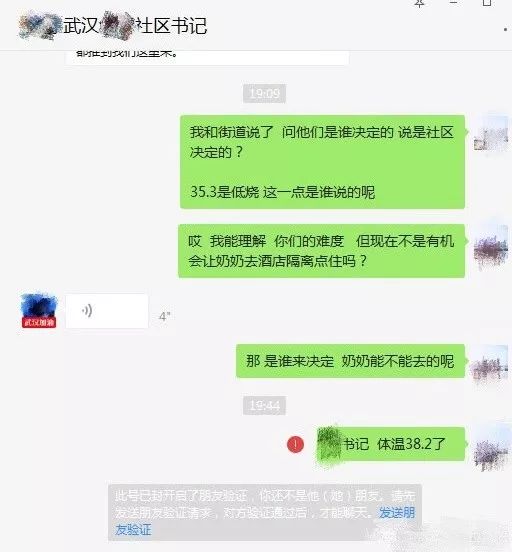 武汉
社区书记
都推到我们这里来。
19:09
我和街道说了 问他们是谁决定的 说是社区
决定的？
35.3是低烧 这一点是谁说的呢
哎 我能理解 你们的难度 但现在不是有机
会让奶奶去酒店隔离点住吗？
武汉加油
4"
那 是谁来决定 奶奶能不能去的呢
19:44
书记 体温38.2了
此号已封开启了朋友验证，你还不是他（她）朋友。请先
发送朋友验证请求，对方验证通过后，才能聊天。发送朋
友验证